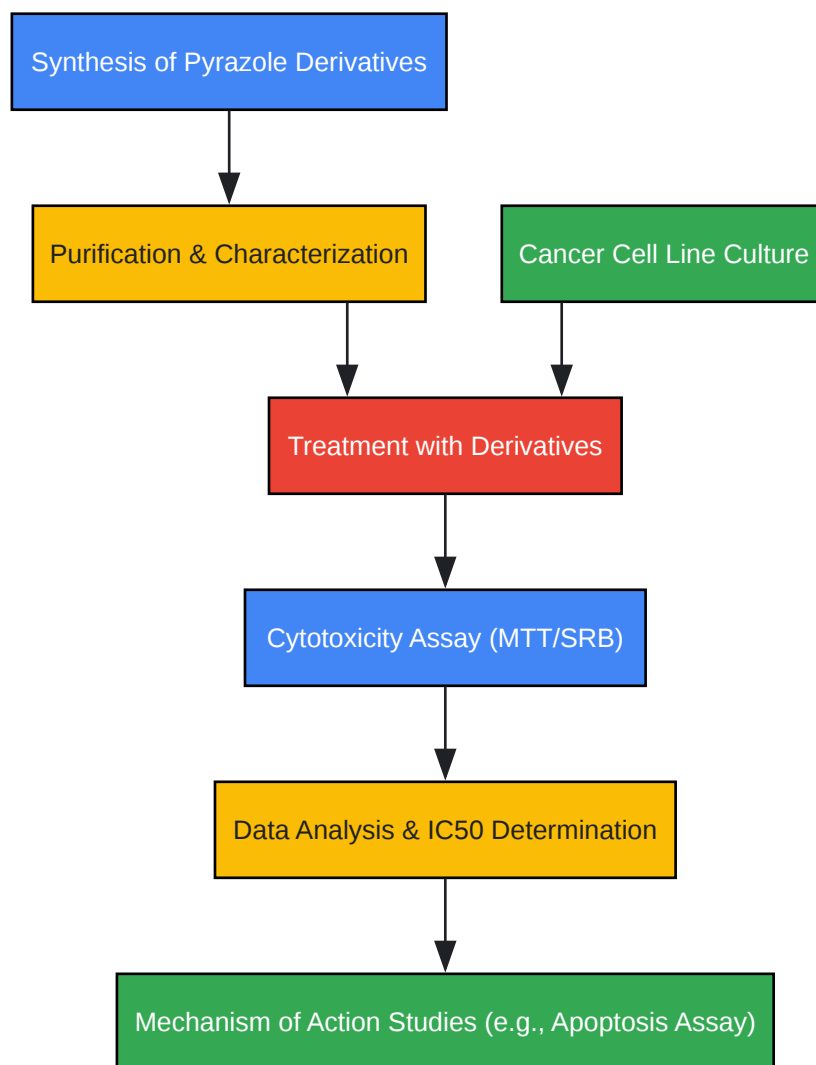 Synthesis of Pyrazole Derivatives
Purification & Characterization
Cancer Cell Line Culture
Treatment with Derivatives
Cytotoxicity Assay (MTT/SRB)
Data Analysis & IC50 Determination
Mechanism of Action Studies (e.g., Apoptosis Assay)